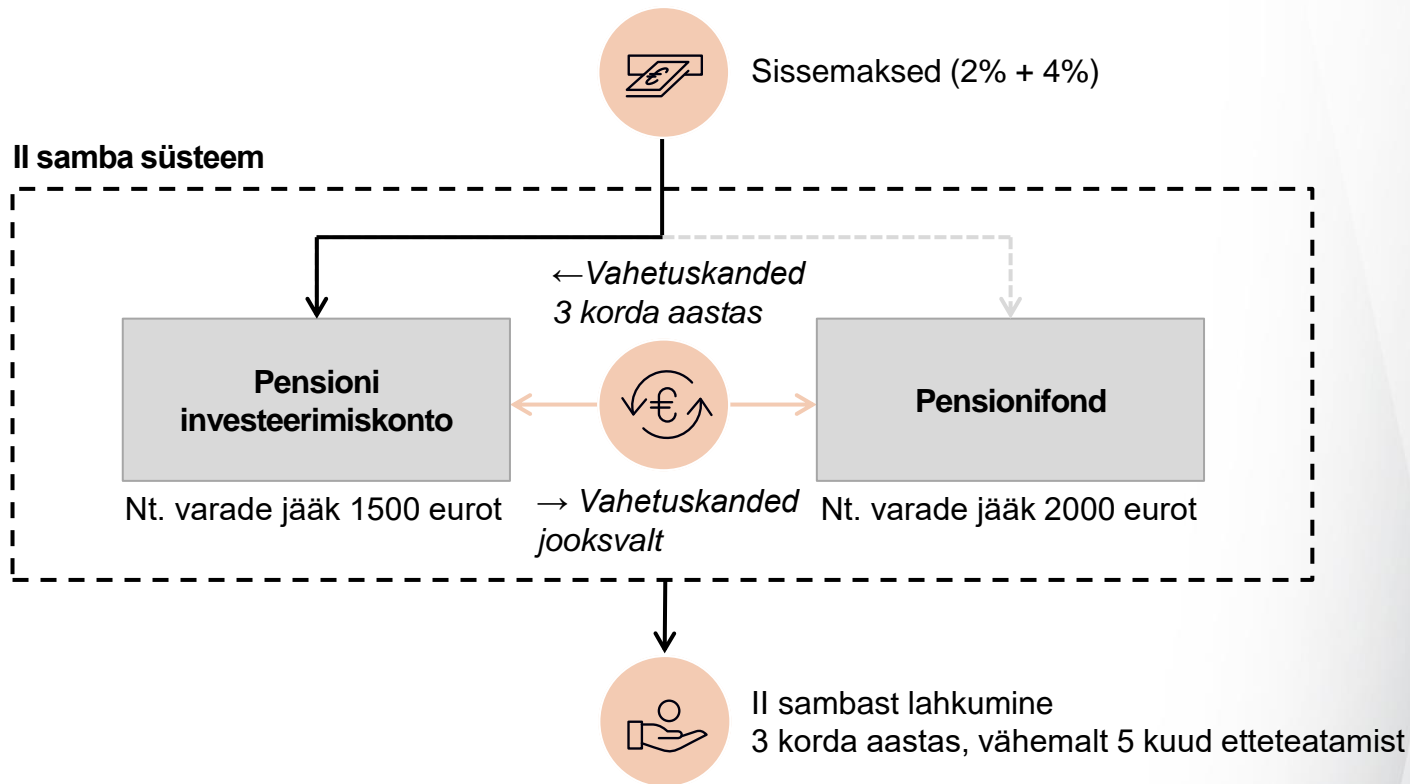 Sissemaksed (2% + 4%)
II samba süsteem
←Vahetuskanded
3 korda aastas
Pensioni
investeerimiskonto
€
Pensionifond
Nt. varade jääk 1500 eurot
→ Vahetuskanded
jooksvalt
Nt. varade jääk 2000 eurot
II sambast lahkumine
3 korda aastas, vähemalt 5 kuud etteteatamist